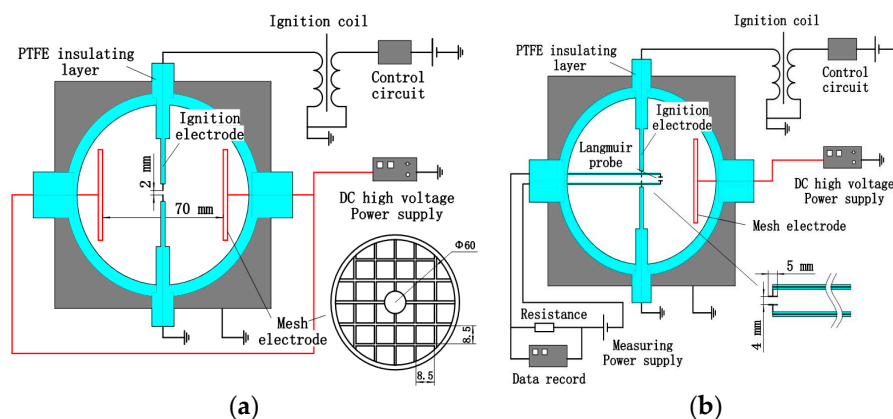 Ignition coil
PTFE insulating
layer
Control
circuit
Ignition
electrode
2 mm
70 mm
DC high voltage
Power supply
Φ60
Mesh
electrode
8.5
8.5
(a)
Ignition coil
PTFE insulating
layer
Control
circuit
Ignition
electrode
Langmuir
probe
DC high voltage
Power supply
Mesh electrode
5 mm
4 mm
Resistance
Measuring
Power supply
Data record
(b)